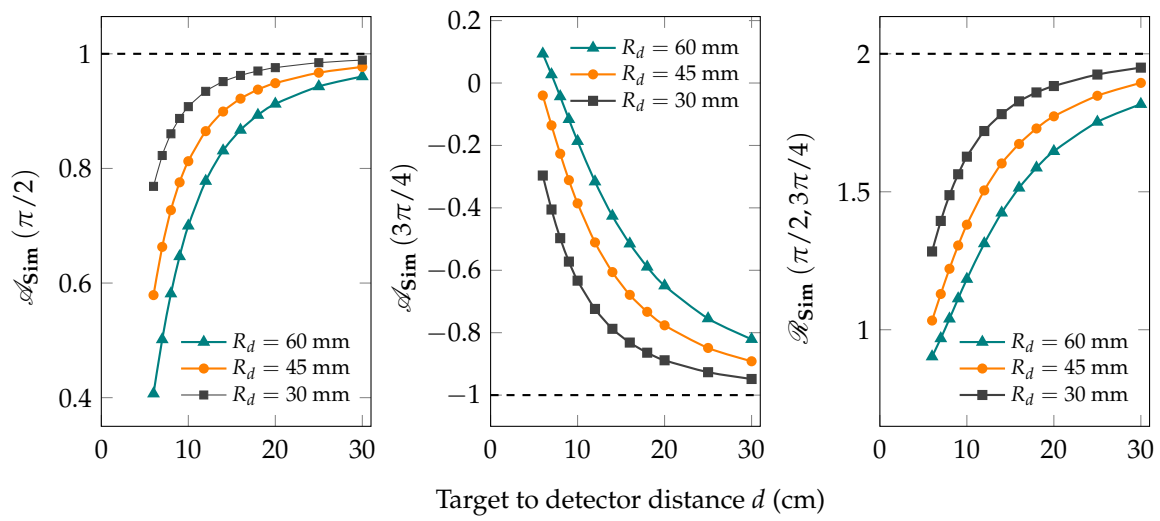 𝒜Sim (π/2)
1
0.8
0.6
0.4
0
10
20
30
R_d = 60 mm
R_d = 45 mm
R_d = 30 mm
𝒜Sim (3π/4)
0.2
0
−0.2
−0.4
−0.6
−0.8
−1
0
10
20
30
R_d = 60 mm
R_d = 45 mm
R_d = 30 mm
ℛSim (π/2, 3π/4)
2
1.5
1
0
10
20
30
R_d = 60 mm
R_d = 45 mm
R_d = 30 mm
Target to detector distance d (cm)